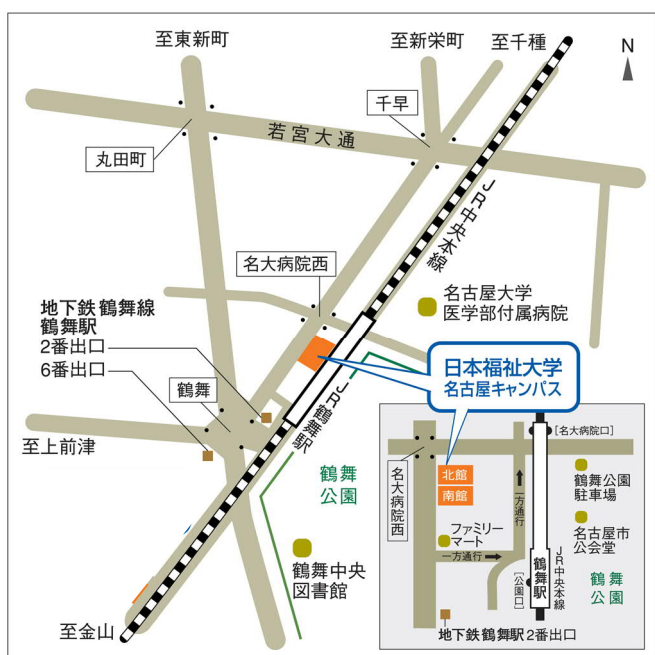 至東新町
至新栄町
至千種
N
千早
若宮大通
丸田町
JR中央本線
名大病院西
名古屋大学
医学部付属病院
地下鉄鶴舞線
鶴舞駅
2番出口
6番出口
日本福祉大学
名古屋キャンパス
鶴舞
JR鶴舞駅
至上前津
鶴舞
公園
鶴舞中央
図書館
至金山
[名大病院口]
名大病院西
北館
南館
一方通行
鶴舞公園
駐車場
ファミリー
マート
名古屋市
公会堂
一方通行
JR中央本線
鶴舞駅
[公園口]
鶴舞
公園
地下鉄鶴舞駅2番出口